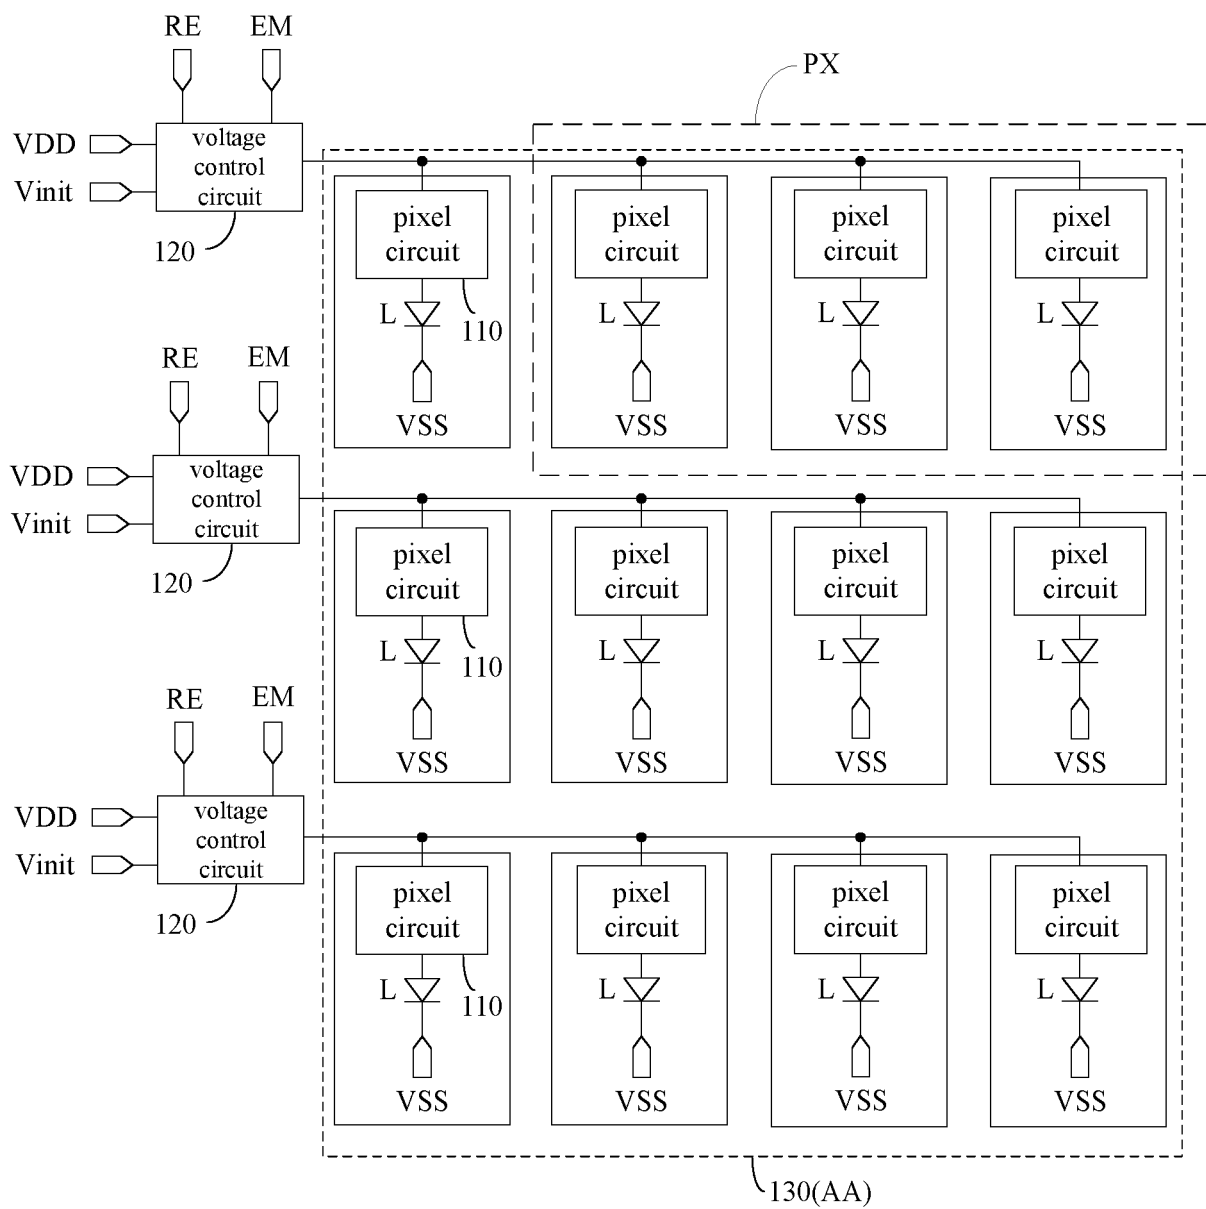 RE EM
PX
VDD
Vinit
voltage
control
circuit
120
pixel
circuit
pixel
circuit
pixel
circuit
pixel
circuit
L
110
L
L
L
VSS
VSS
VSS
VSS
RE EM
VDD
Vinit
voltage
control
circuit
120
pixel
circuit
pixel
circuit
pixel
circuit
pixel
circuit
L
110
L
L
L
VSS
VSS
VSS
VSS
RE EM
VDD
Vinit
voltage
control
circuit
120
pixel
circuit
pixel
circuit
pixel
circuit
pixel
circuit
L
110
L
L
L
VSS
VSS
VSS
VSS
130(AA)